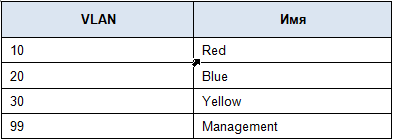 VLAN Имя
10 Red
20 Blue
30 Yellow
99 Management